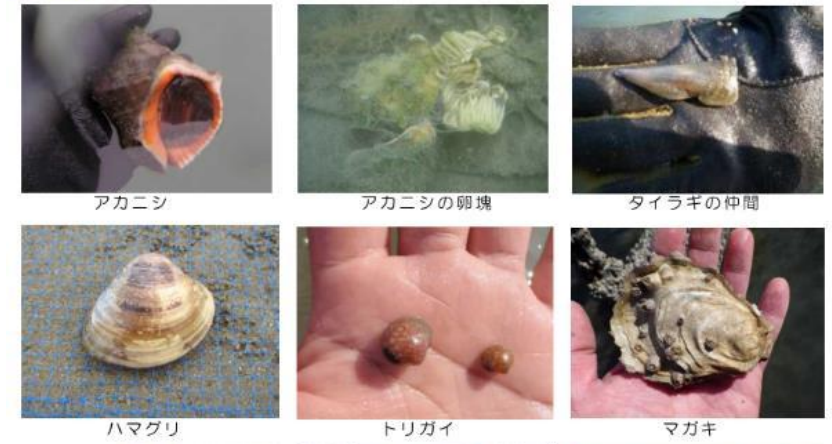 アカニシ
アカニシの卵塊
タイラギの仲間
ハマグリ
トリガイ
マガキ